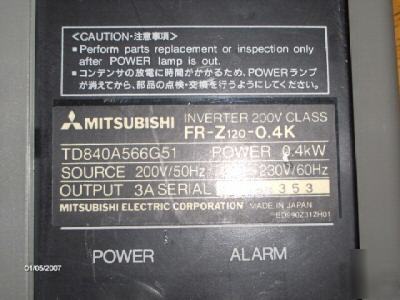 <CAUTION・注意事項>
■Perform parts replacement or inspection only
after POWER lamp is out.
■コンデンサの放電に時間がかかるため、POWERランプ
が消えてから、部品の点検・交換を行うようにしてください。
MITSUBISHI INVERTER 200V CLASS
FR-Z120-0.4K
TD840A566G51 POWER 0.4kW
SOURCE 200V/50Hz 230V/60Hz
OUTPUT 3A SERIAL 353
MITSUBISHI ELECTRIC CORPORATION MADE IN JAPAN
POWER ALARM
01/05/2007